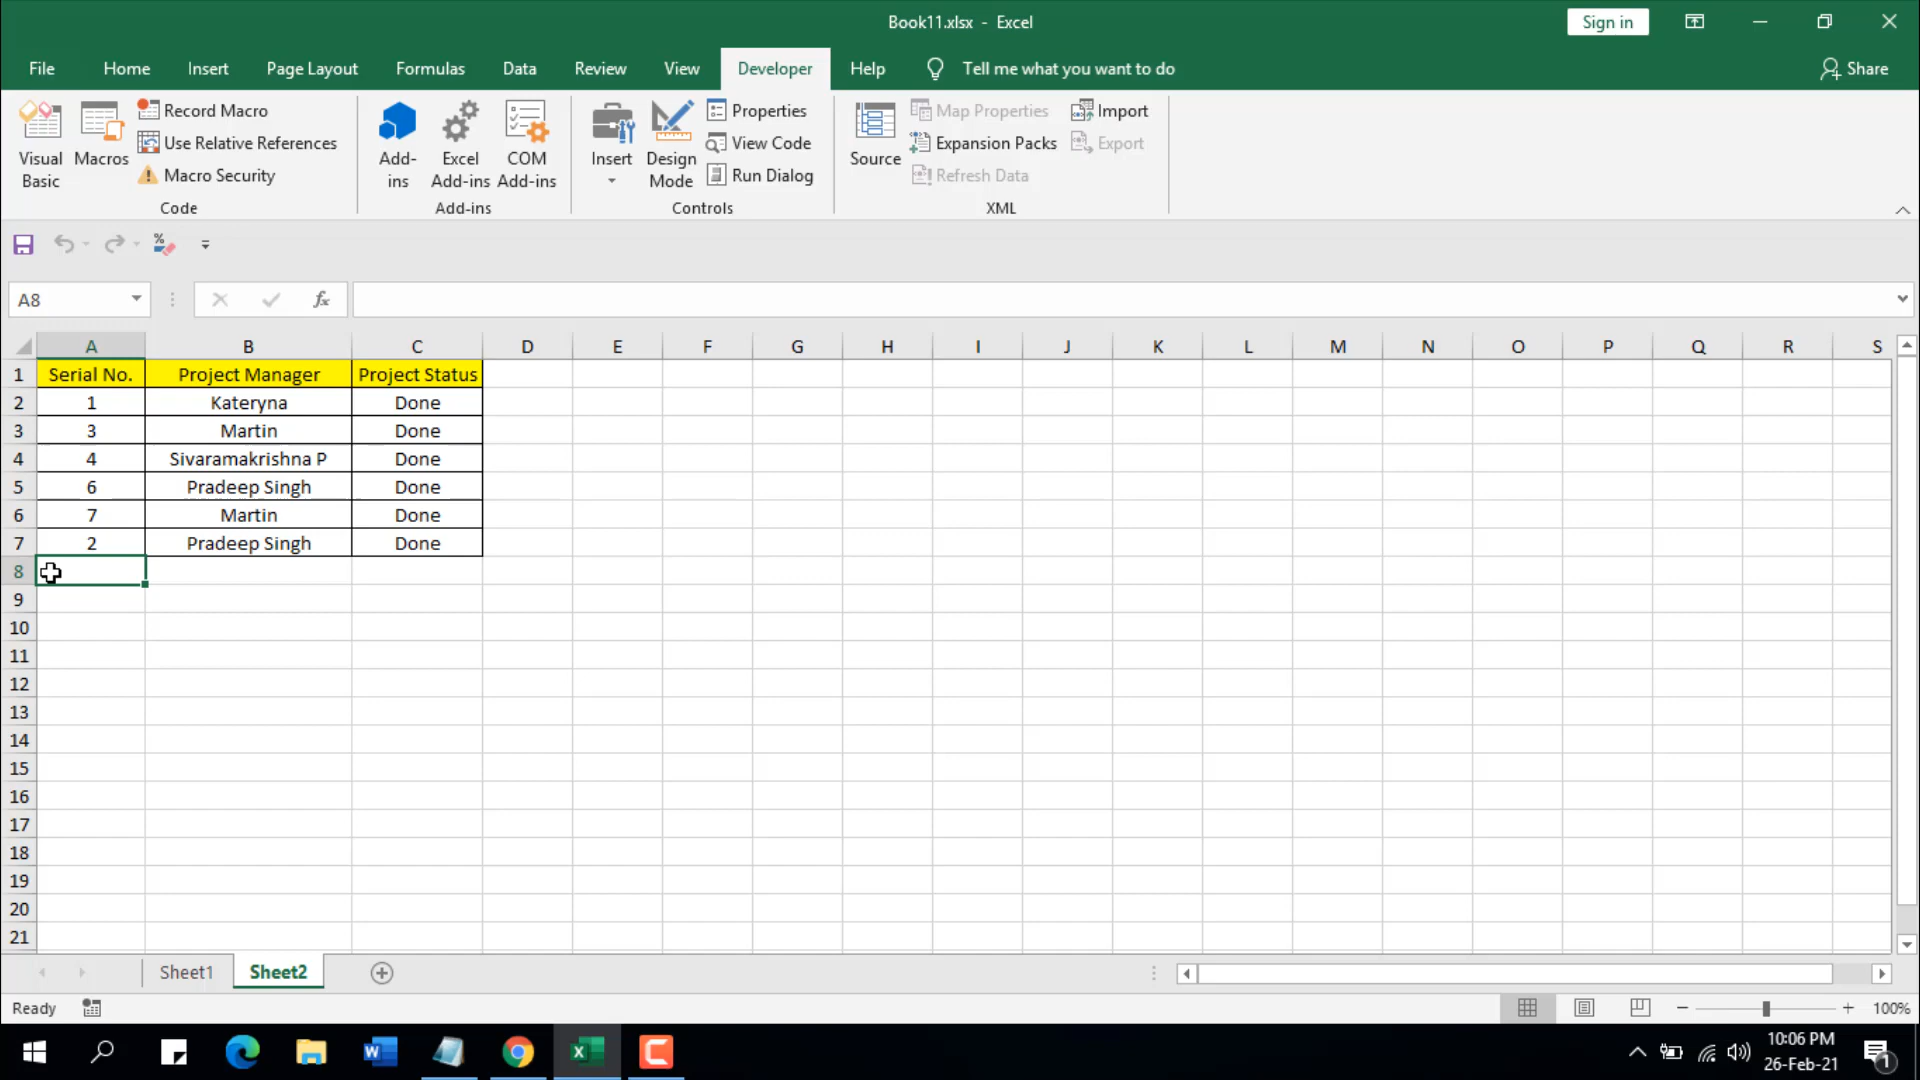 Book11.xlsx - Excel
Sign in
File Home Insert Page Layout Formulas Data Review View Developer Help Tell me what you want to do Share
Visual Basic
Macros
Record Macro
Use Relative References
Macro Security
Code
Add-ins
Excel Add-ins
COM Add-ins
Add-ins
Insert
Design Mode
Properties
View Code
Run Dialog
Controls
Source
Map Properties
Expansion Packs
Refresh Data
Import
Export
XML
A8
fx
A B C D E F G H I J K L M N O P Q R S
1 Serial No. Project Manager Project Status
2 1 Kateryna Done
3 3 Martin Done
4 4 Sivaramakrishna P Done
5 6 Pradeep Singh Done
6 7 Martin Done
7 2 Pradeep Singh Done
8
9
10
11
12
13
14
15
16
17
18
19
20
21
Sheet1 Sheet2
Ready
100%
10:06 PM
26-Feb-21
1